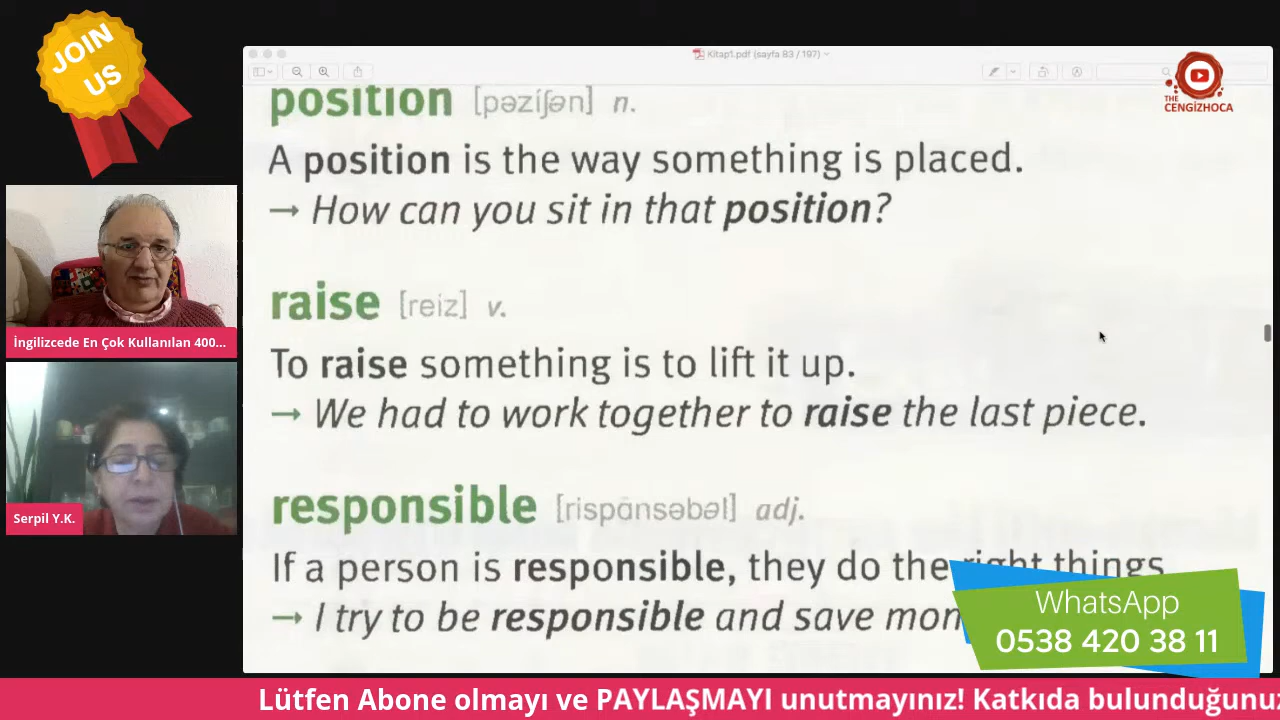 JOIN
US
Kitap1.pdf (sayfa 83 / 197)
THE
CENGİZHOCA
position [pəzíʃən] n.
A position is the way something is placed.
→ How can you sit in that position?
raise [reiz] v.
To raise something is to lift it up.
→ We had to work together to raise the last piece.
responsible [rispɑ̄nsəbəl] adj.
If a person is responsible, they do the right things
→ I try to be responsible and save mon
İngilizcede En Çok Kullanılan 400...
Serpil Y.K.
WhatsApp
0538 420 38 11
Lütfen Abone olmayı ve PAYLAŞMAYI unutmayınız! Katkıda bulunduğunuz